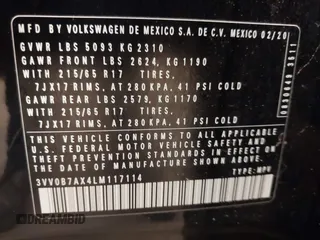 MFD BY VOLKSWAGEN DE MEXICO S.A. DE C.V. MEXICO 02/20
GVWR LBS 5093 KG 2310
GAWR FRONT LBS 2624, KG 1190
WITH 215/65 R17 TIRES,
7JX17 RIMS, AT 280 KPA, 41 PSI COLD
GAWR REAR LBS 2579, KG 1170
WITH 215/65 R17 TIRES,
7JX17 RIMS, AT 280 KPA, 41 PSI COLD
THIS VEHICLE CONFORMS TO ALL APPLICABLE
U.S. FEDERAL MOTOR VEHICLE SAFETY STANDARDS
IN EFFECT ON THE DATE OF MANUFACTURE SHOWN
ABOVE.
3VV0B7AX4LM117114 TYPE: MPV
DREAMBID